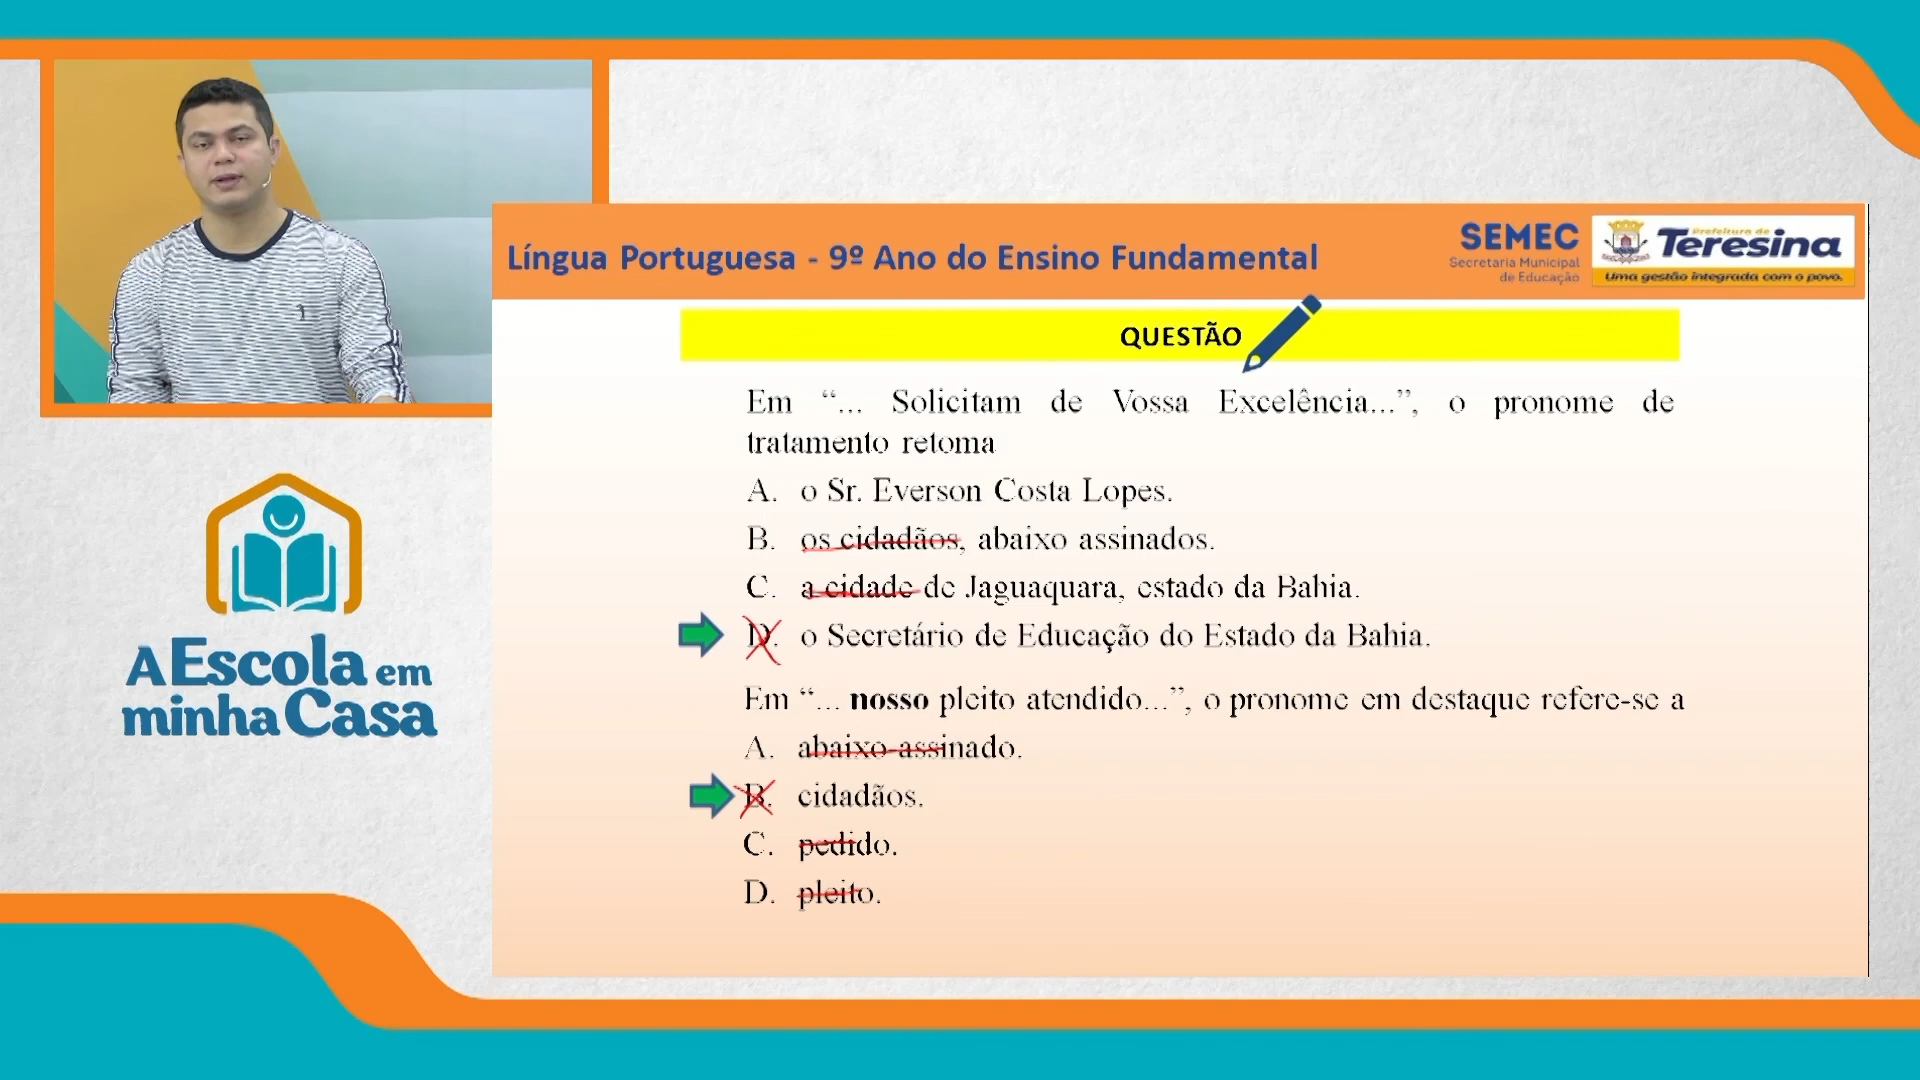 Língua Portuguesa - 9º Ano do Ensino Fundamental
SEMEC
Secretaria Municipal
de Educação
Prefeitura de
Teresina
Uma gestão integrada com o povo.
QUESTÃO
Em “... Solicitam de Vossa Excelência...”, o pronome de
tratamento retoma
A. o Sr. Everson Costa Lopes.
B. os cidadãos, abaixo assinados.
C. a cidade de Jaguaquara, estado da Bahia.
D. o Secretário de Educação do Estado da Bahia.
Em “... nosso pleito atendido...”, o pronome em destaque refere-se a
A. abaixo-assinado.
B. cidadãos.
C. pedido.
D. pleito.
A Escola em
minha Casa